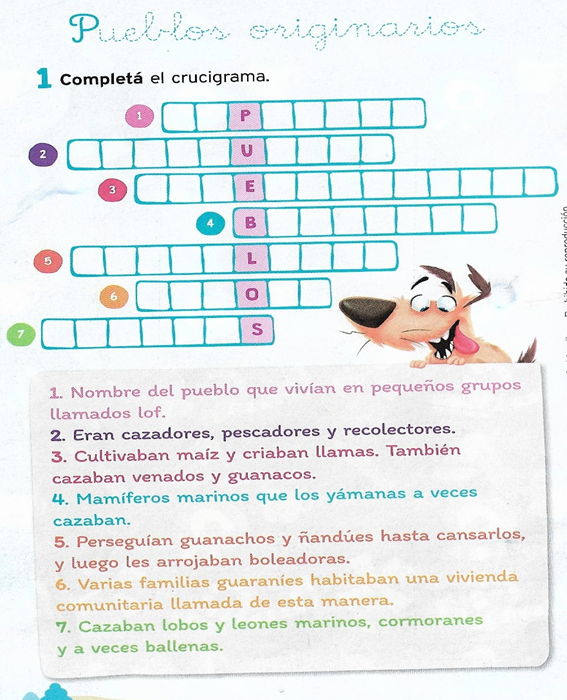 Pueblos originarios
1 Completá el crucigrama.
1 P
2 U
3 E
4 B
5 L
6 O
7 S
1. Nombre del pueblo que vivían en pequeños grupos
llamados lof.
2. Eran cazadores, pescadores y recolectores.
3. Cultivaban maíz y criaban llamas. También
cazaban venados y guanacos.
4. Mamíferos marinos que los yámanas a veces
cazaban.
5. Perseguían guanachos y ñandúes hasta cansarlos,
y luego les arrojaban boleadoras.
6. Varias familias guaraníes habitaban una vivienda
comunitaria llamada de esta manera.
7. Cazaban lobos y leones marinos, cormoranes
y a veces ballenas.